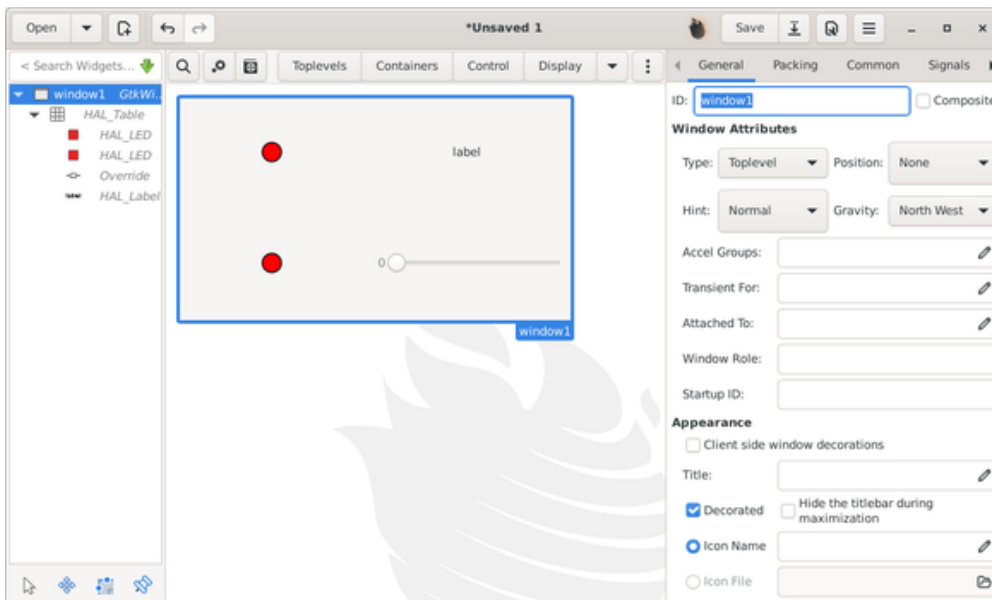 Open
*Unsaved 1
Save
< Search Widgets...
Toplevels
Containers
Control
Display
General
Packing
Common
Signals
window1 GtkWi..
HAL_Table
HAL_LED
HAL_LED
Override
HAL_Label
label
0
window1
ID: window1
Composite
Window Attributes
Type: Toplevel
Position: None
Hint: Normal
Gravity: North West
Accel Groups:
Transient For:
Attached To:
Window Role:
Startup ID:
Appearance
Client side window decorations
Title:
Decorated
Hide the titlebar during
maximization
Icon Name
Icon File